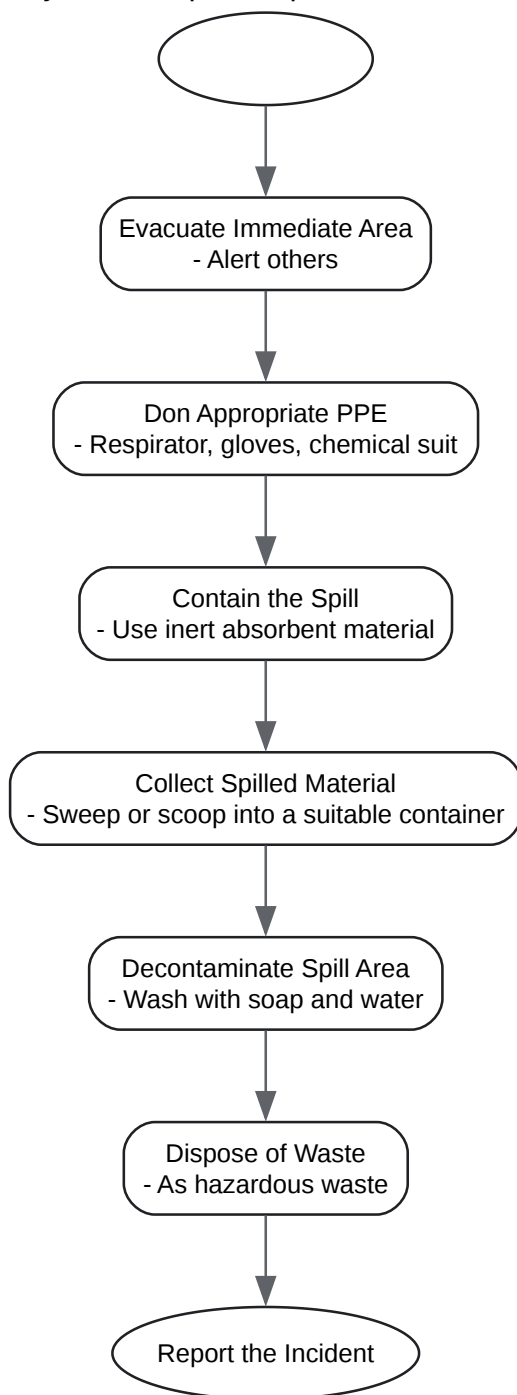 Evacuate Immediate Area
- Alert others
Don Appropriate PPE
- Respirator, gloves, chemical suit
Contain the Spill
- Use inert absorbent material
Collect Spilled Material
- Sweep or scoop into a suitable container
Decontaminate Spill Area
- Wash with soap and water
Dispose of Waste
- As hazardous waste
Report the Incident